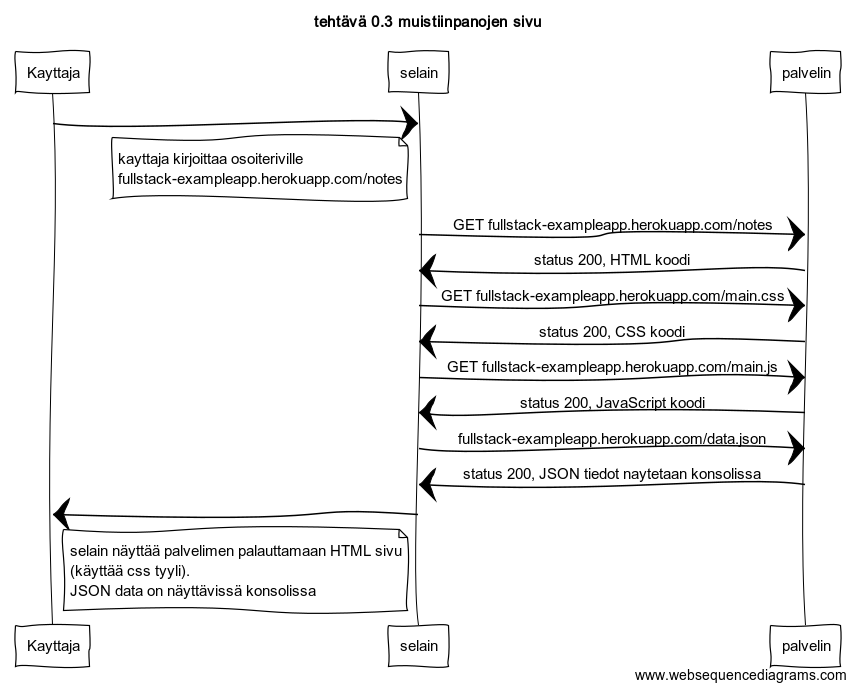 tehtävä 0.3 muistiinpanojen sivu
Kayttaja
selain
palvelin
kayttaja kirjoittaa osoiteriville
fullstack-exampleapp.herokuapp.com/notes
GET fullstack-exampleapp.herokuapp.com/notes
status 200, HTML koodi
GET fullstack-exampleapp.herokuapp.com/main.css
status 200, CSS koodi
GET fullstack-exampleapp.herokuapp.com/main.js
status 200, JavaScript koodi
fullstack-exampleapp.herokuapp.com/data.json
status 200, JSON tiedot naytetaan konsolissa
selain näyttää palvelimen palauttamaan HTML sivu
(käyttää css tyyli).
JSON data on näyttävissä konsolissa
Kayttaja
selain
palvelin
www.websequencediagrams.com